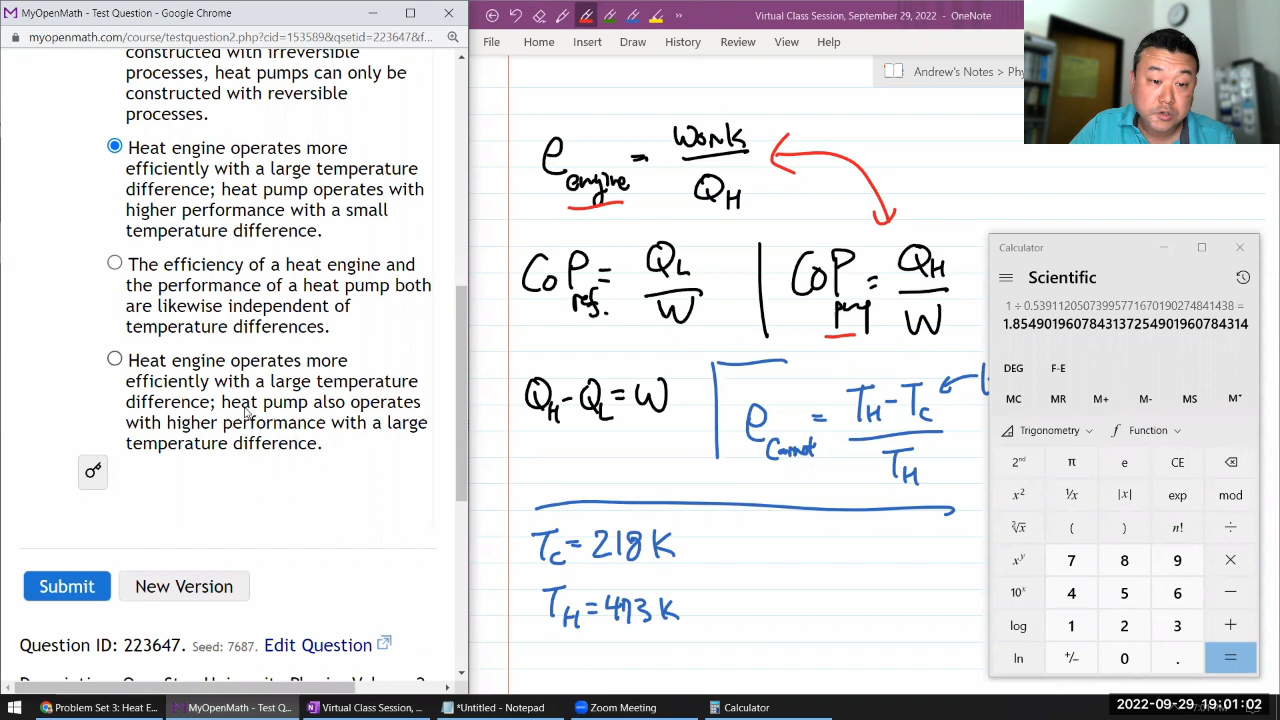 MyOpenMath - Test Question - Google Chrome
myopenmath.com/course/testquestion2.php?cid=153589&qsetid=223647&f...
constructed with irreversible
processes, heat pumps can only be
constructed with reversible
processes.
Heat engine operates more
efficiently with a large temperature
difference; heat pump operates with
higher performance with a small
temperature difference.
The efficiency of a heat engine and
the performance of a heat pump both
are likewise independent of
temperature differences.
Heat engine operates more
efficiently with a large temperature
difference; heat pump also operates
with higher performance with a large
temperature difference.
Submit
New Version
Question ID: 223647. Seed: 7687. Edit Question
Virtual Class Session, September 29, 2022 - OneNote
File Home Insert Draw History Review View Help
Andrew's Notes > Phy
e engine = Work / QH
COP ref. = QL / W
COP pump = QH / W
QH - QL = W
e Carnot = TH - TC / TH
TC = 218 K
TH = 473 K
Calculator
Scientific
1 ÷ 0.53911205073995771670190274841438 =
1.8549019607843137254901960784314
DEG F-E
MC MR M+ M- MS M˅
Trigonometry Function
2nd π e CE
x² ¹/x |x| exp mod
²√x ( ) n! ÷
xʸ 7 8 9 ×
10ˣ 4 5 6 −
log 1 2 3 +
ln +/− 0 . =
Problem Set 3: Heat E...
MyOpenMath - Test Q...
Virtual Class Session, ...
*Untitled - Notepad
Zoom Meeting
Calculator
2022-09-29 19:01:02